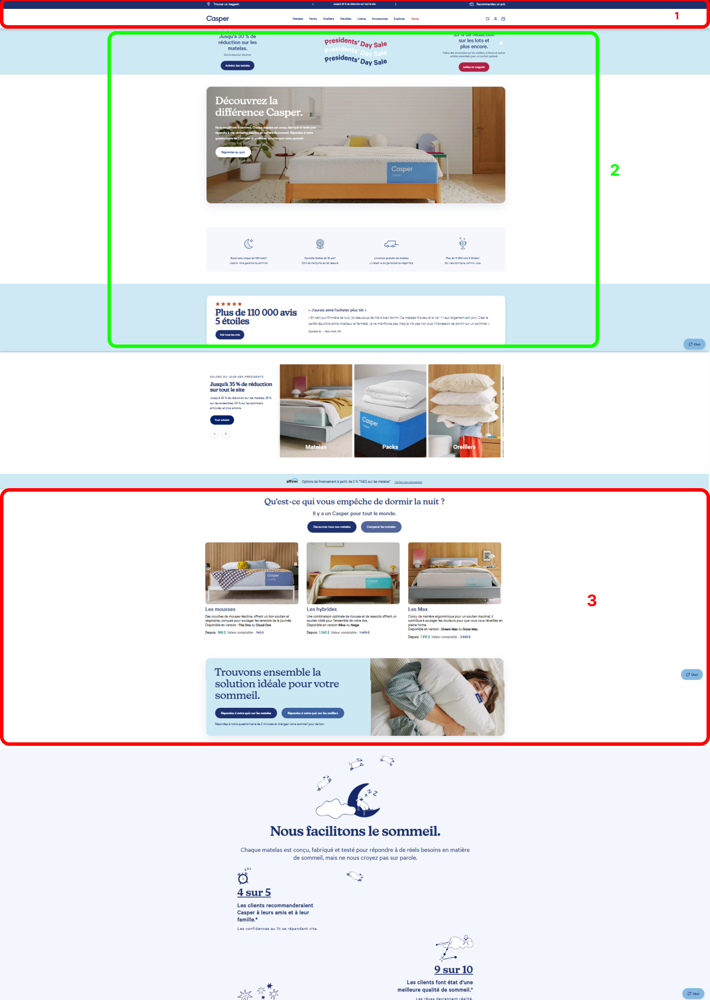 Trouver un magasin
Jusqu'à 35 % de réduction sur tout le site
Recommandez un ami
Casper
Matelas Packs Oreillers Meubles Literie Accessoires Explorer Vente
1
Jusqu'à 30 % de
réduction sur les
matelas.
Que la douceur résonne.
Achetez des matelas
Presidents' Day Sale
Presidents' Day Sale
Presidents' Day Sale
35 % de réduction
sur les lots et
plus encore.
Faites des économies sur les oreillers, la literie et autres
articles essentiels pour un confort optimal.
soldes en magasin
Découvrez la
différence Casper.
Nous simplifions le sommeil. Chaque matelas est conçu, fabriqué et testé pour
répondre à vos véritables besoins en matière de sommeil. Répondez à notre
questionnaire de 2 minutes et améliorez durablement votre sommeil.
Répondez au quiz
Casper
Dream
2
Essai sans risque de 100 nuits*
J'adore votre garantie de sommeil.
Garantie limitée de 10 ans*
Dormez tranquille, soyez rassuré.
Livraison gratuite de matelas
Livraison avec gants blancs disponible.
Plus de 11 000 avis 5 étoiles*
De vrais dormeurs, comme vous.
Plus de 110 000 avis
5 étoiles
Voir tous les avis
« J'aurais aimé l'acheter plus tôt »
« En tant qu'infirmière de nuit, j'ai beaucoup de mal à bien dormir. Ce matelas m'a sauvé la vie ! Il vaut largement son prix. C'est le
parfait équilibre entre moelleux et fermeté : je ne m'enfonce pas, mais je n'ai pas non plus l'impression de dormir sur un sommier. »
Danielle G. — New York, NY
Chat
SOLDES DU JOUR DES PRÉSIDENTS
Jusqu'à 35 % de réduction
sur tout le site
Jusqu'à 30 % de réduction sur les matelas, 35 %
sur les ensembles, 30 % sur les sommiers
articulés, et plus encore.
Tout acheter
Matelas
Casper
Packs
Oreillers
affirm Options de financement à partir de 0 % TAEG sur les matelas* *Vérifiez votre admissibilité.
Qu'est-ce qui vous empêche de dormir la nuit ?
Il y a un Casper pour tout le monde.
Découvrez tous nos matelas
Comparer les matelas
Casper
Casper
Les mousses
Des couches de mousse réactive, offrant un bon soutien et
respirante, conçues pour soulager les tensions de la journée.
Disponible en version : The One ou Cloud One
Depuis: 599 $ Valeur comptable : 749 $
Les hybrides
Une combinaison optimale de mousse et de ressorts offrant un
soutien ciblé pour l'ensemble de votre dos.
Disponible en version Rêve ou Neige
Depuis: 1 045 $ Valeur comptable : 1 495 $
Les Max
Conçu de manière ergonomique pour un soutien maximal, il
contribue à soulager les douleurs pour que vous vous réveilliez en
pleine forme.
Disponible en version : Dream Max ou Snow Max .
Depuis: 1 815 $ Valeur comptable : 2 595 $
3
Trouvons ensemble la
solution idéale pour votre
sommeil.
Répondez à notre quiz sur les matelas
Répondez à notre quiz sur les oreillers
Répondez à notre questionnaire de 2 minutes et changez votre sommeil pour de bon.
Chat
z z z
Nous facilitons le sommeil.
Chaque matelas est conçu, fabriqué et testé pour répondre à de réels besoins en matière
de sommeil, mais ne nous croyez pas sur parole.
z z z
4 sur 5
Les clients recommanderaient
Casper à leurs amis et à leur
famille.*
Les confidences au lit se répandent vite.
9 sur 10
Les clients font état d'une
meilleure qualité de sommeil.†
Les rêves deviennent réalité.
Chat